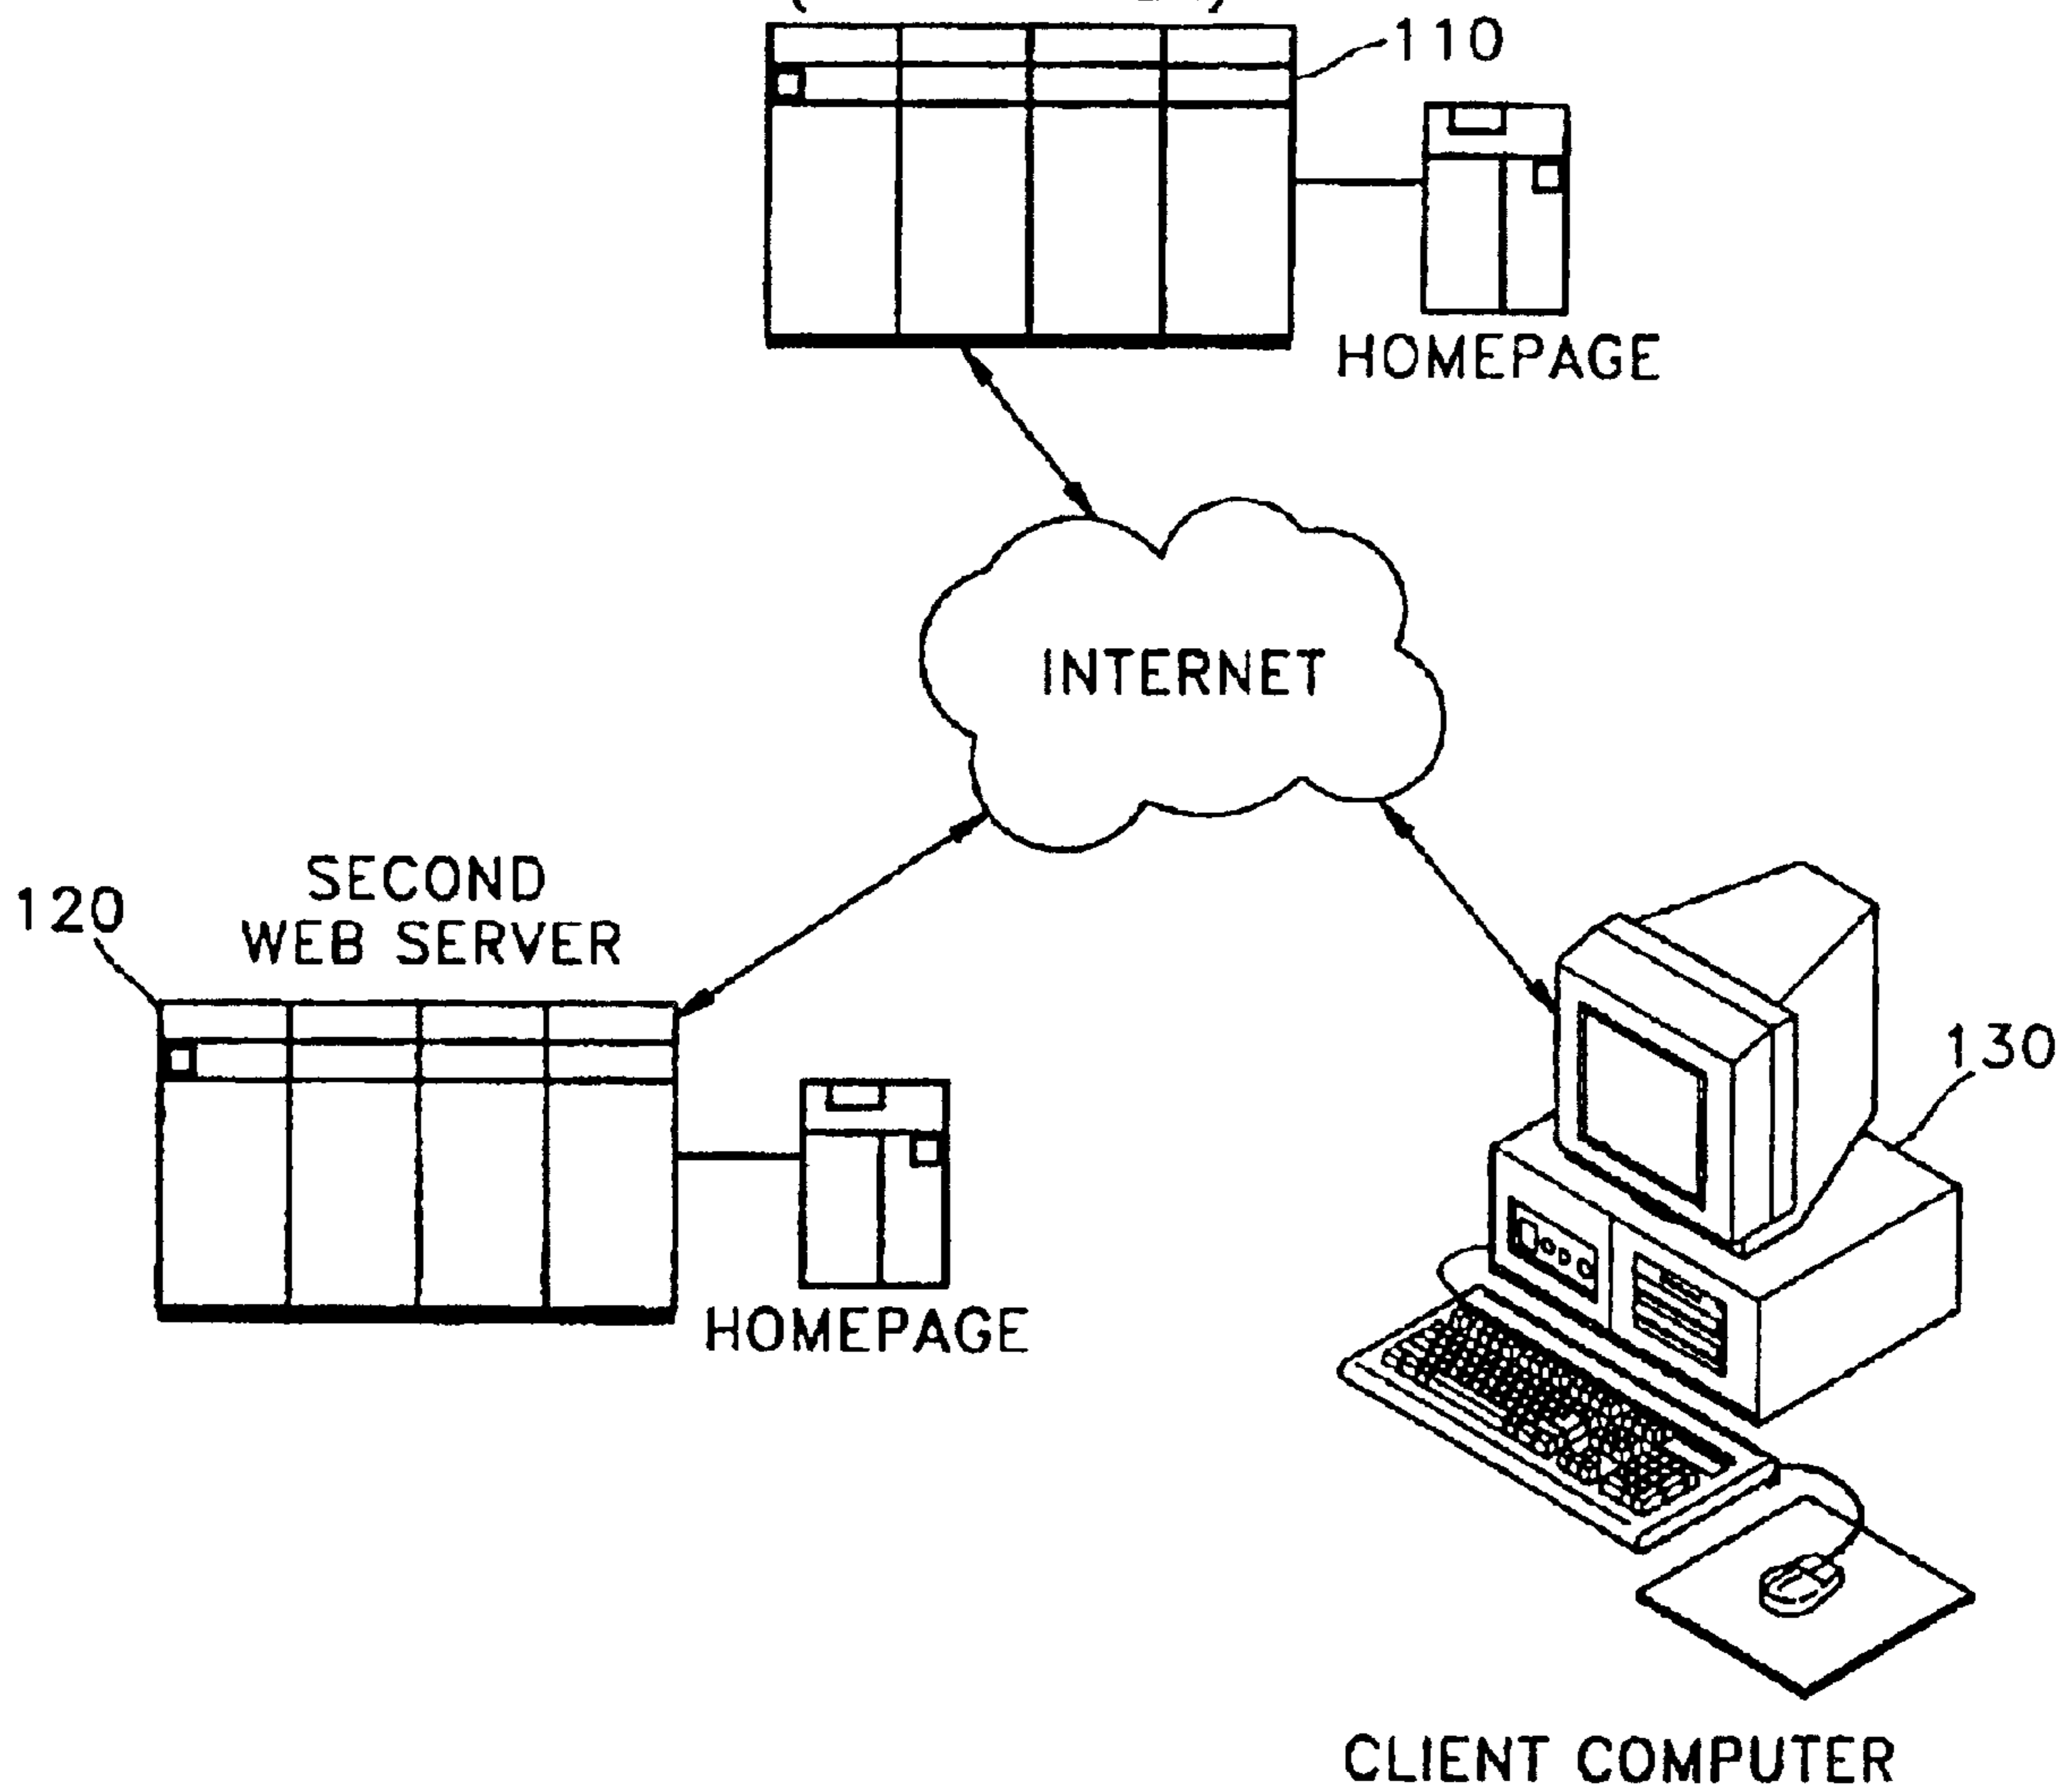 110
HOMEPAGE
INTERNET
SECOND
WEB SERVER
120
HOMEPAGE
130
CLIENT COMPUTER